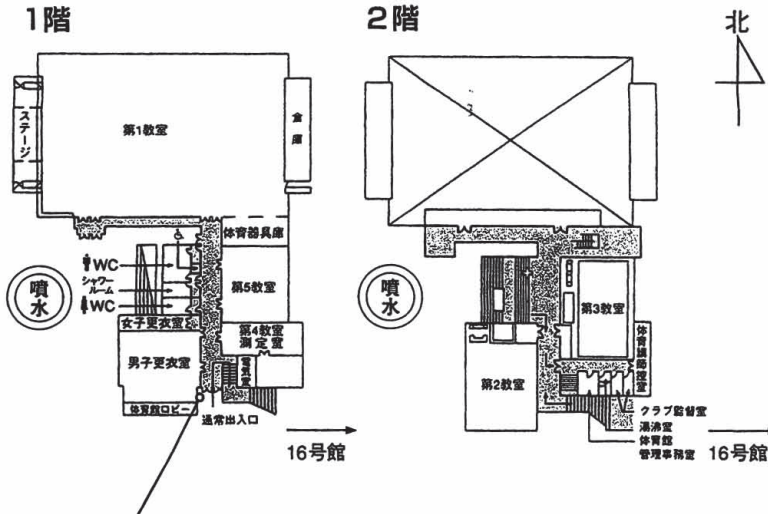 1階
2階
北
ステージ
第1教室
倉庫
体育器具庫
WC
シャワー
ルーム
WC
噴水
第5教室
女子更衣室
第4教室
測定室
男子更衣室
電気室
体育館ロビー
通常出入口
16号館
噴水
第3教室
第2教室
体育講師控室
クラブ監督室
湯沸室
体育館
管理事務室
16号館